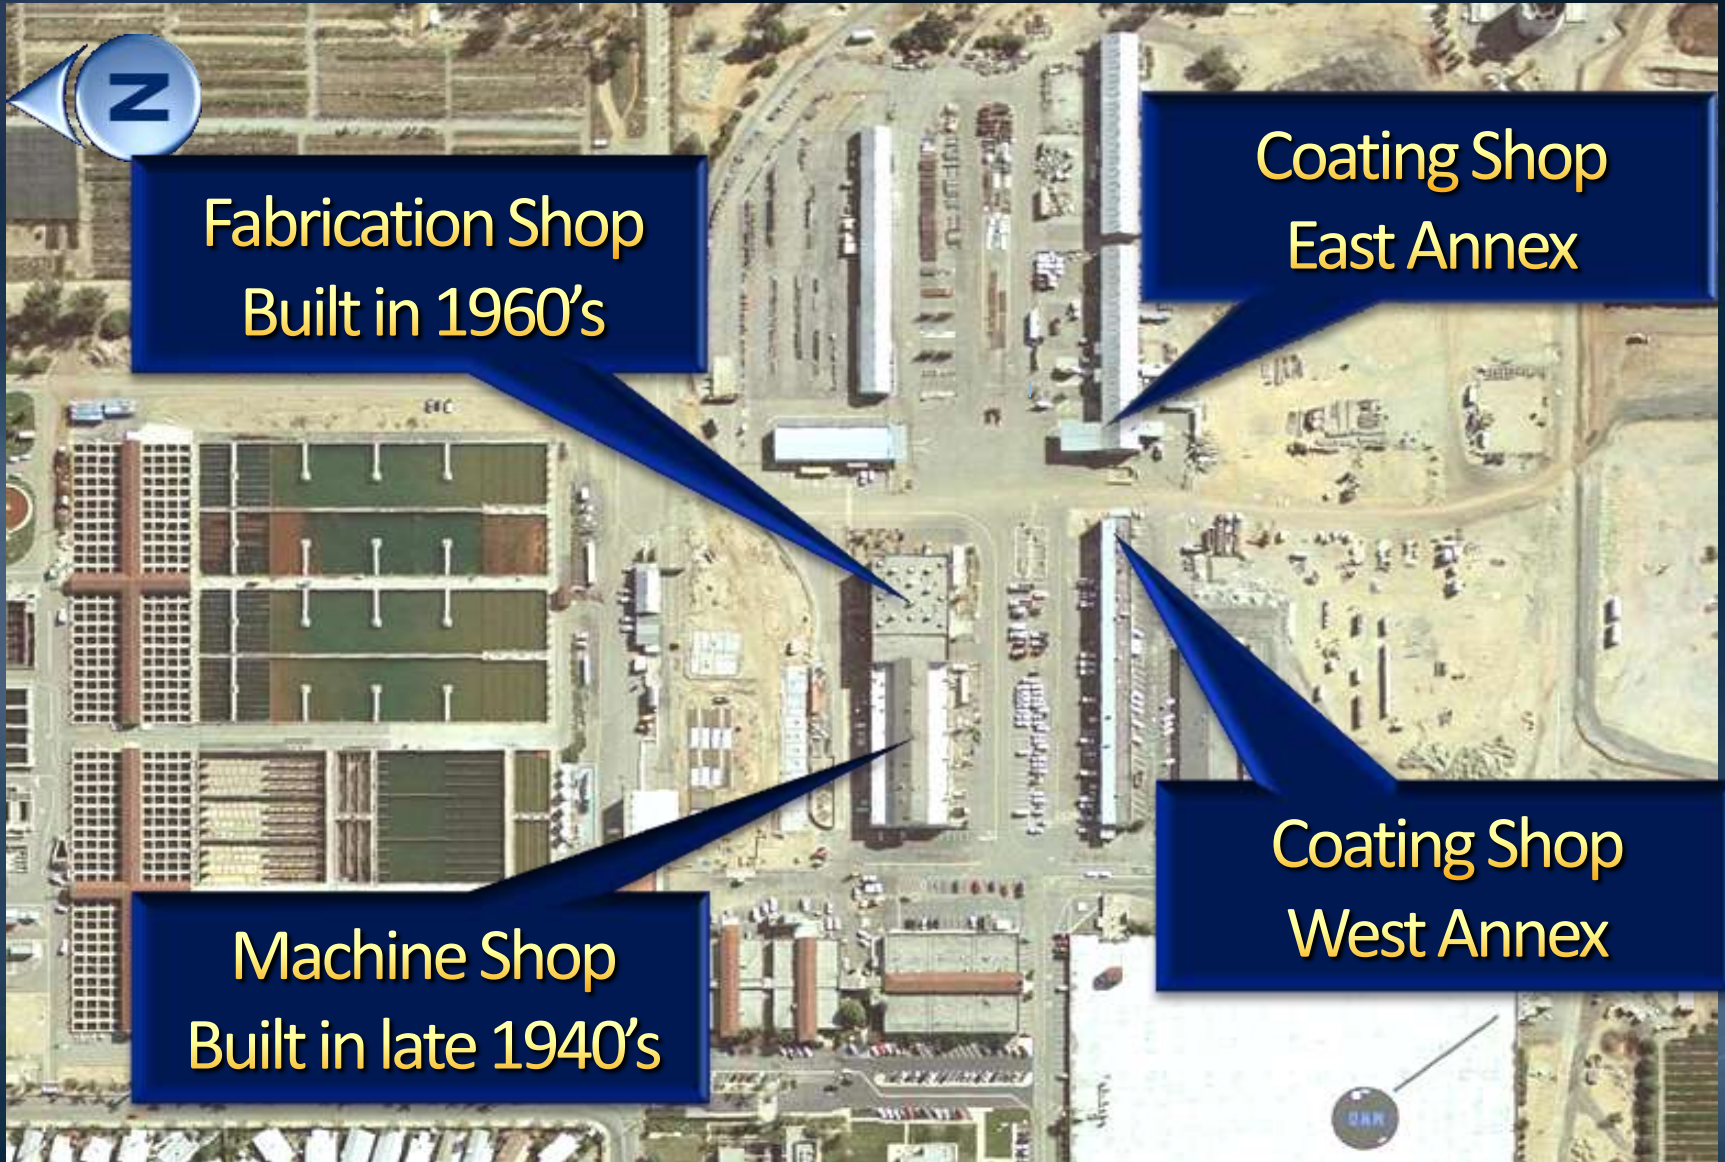 N
Fabrication Shop
Built in 1960's
Coating Shop
East Annex
Machine Shop
Built in late 1940's
Coating Shop
West Annex